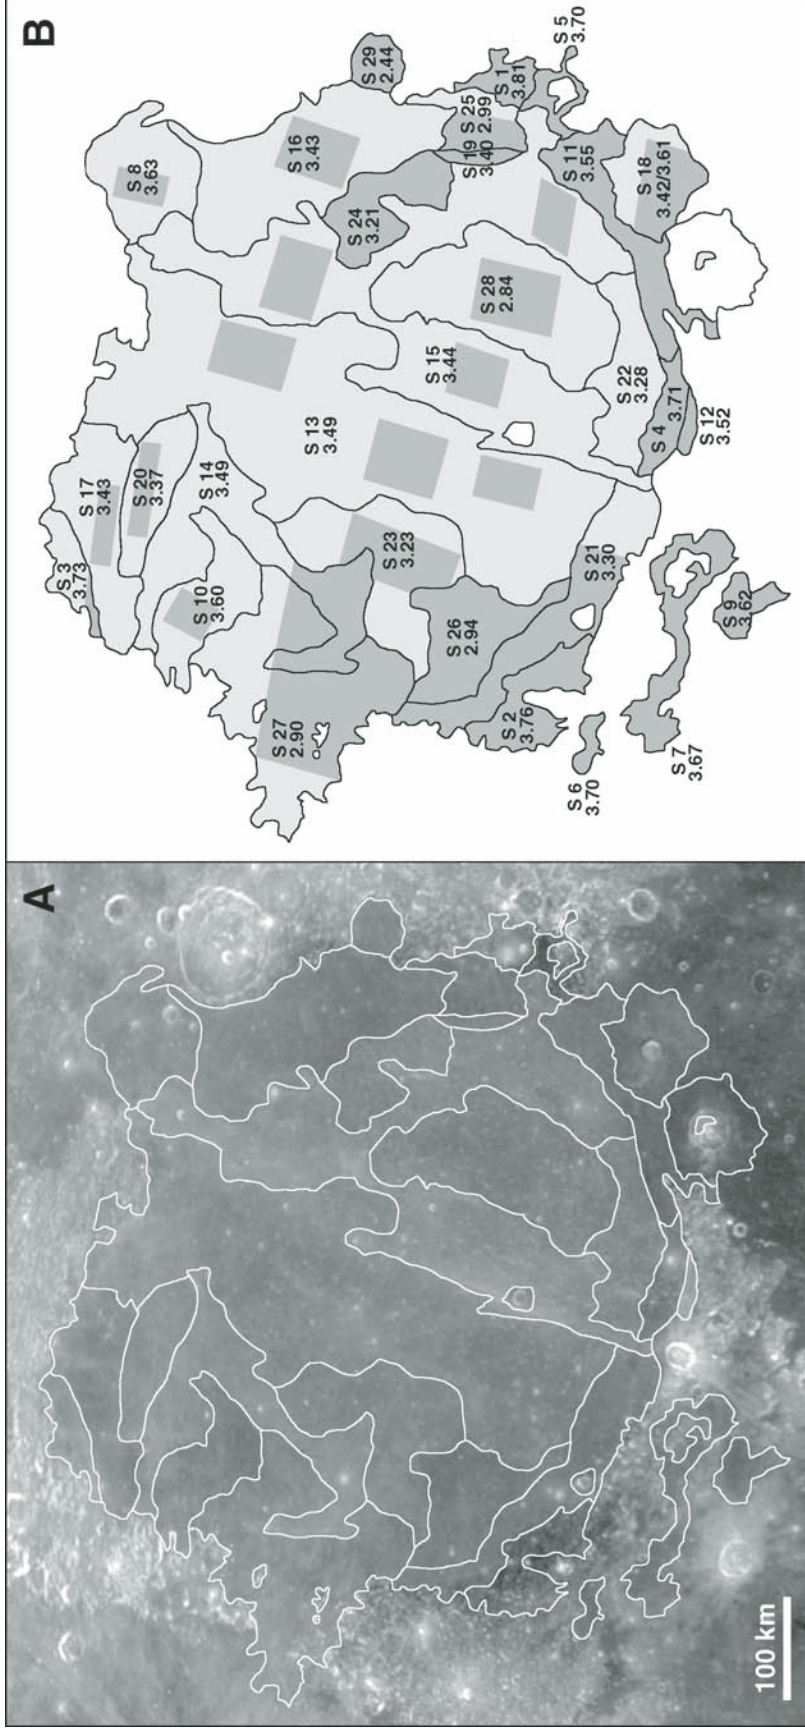 A
100 km
B
S 3
3.73
S 17
3.43
S 20
3.37
S 8
3.63
S 10
3.60
S 14
3.49
S 27
2.90
S 13
3.49
S 16
3.43
S 24
3.21
S 29
2.44
S 23
3.23
S 15
3.44
S 26
2.94
S 19
3.40
S 25
2.99
S 28
2.84
S 2
3.76
S 1
3.81
S 6
3.70
S 21
3.30
S 11
3.55
S 5
3.70
S 22
3.28
S 18
3.42/3.61
S 4
3.71
S 7
3.67
S 12
3.52
S 9
3.62